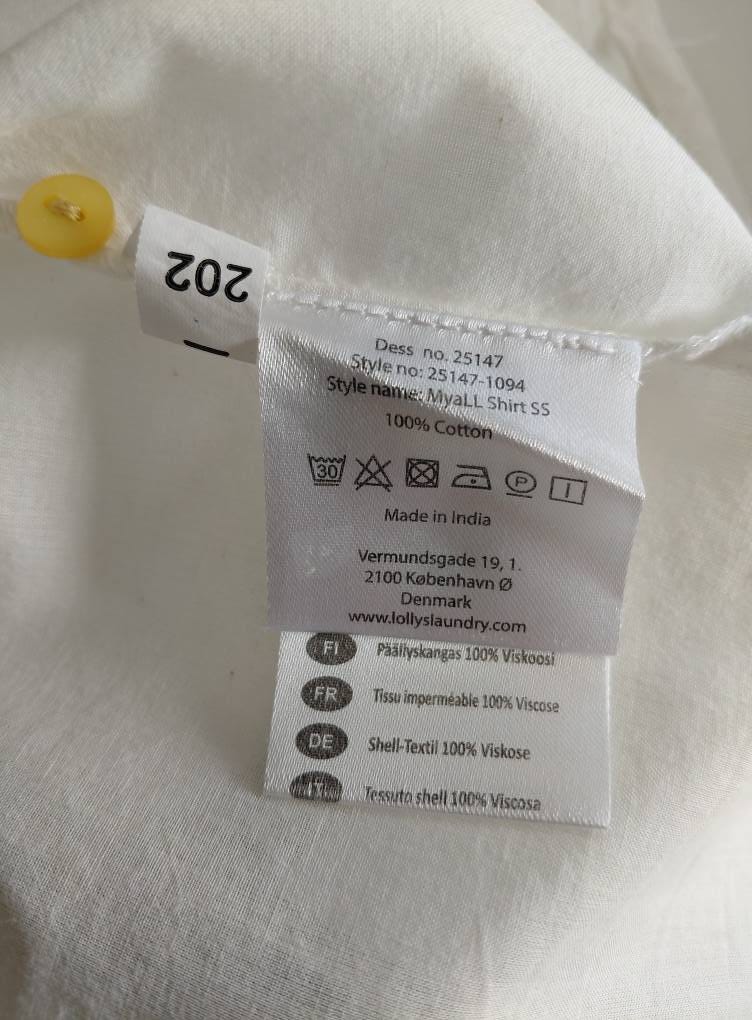 202
Dess no. 25147
Style no: 25147-1094
Style name: MyaLL Shirt SS
100% Cotton
30 P
Made in India
Vermundsgade 19, 1.
2100 København Ø
Denmark
www.lollyslaundry.com
FI Päällyskangas 100% Viskoosi
FR Tissu imperméable 100% Viscose
DE Shell-Textil 100% Viskose
IT Tessuto shell 100% Viscosa